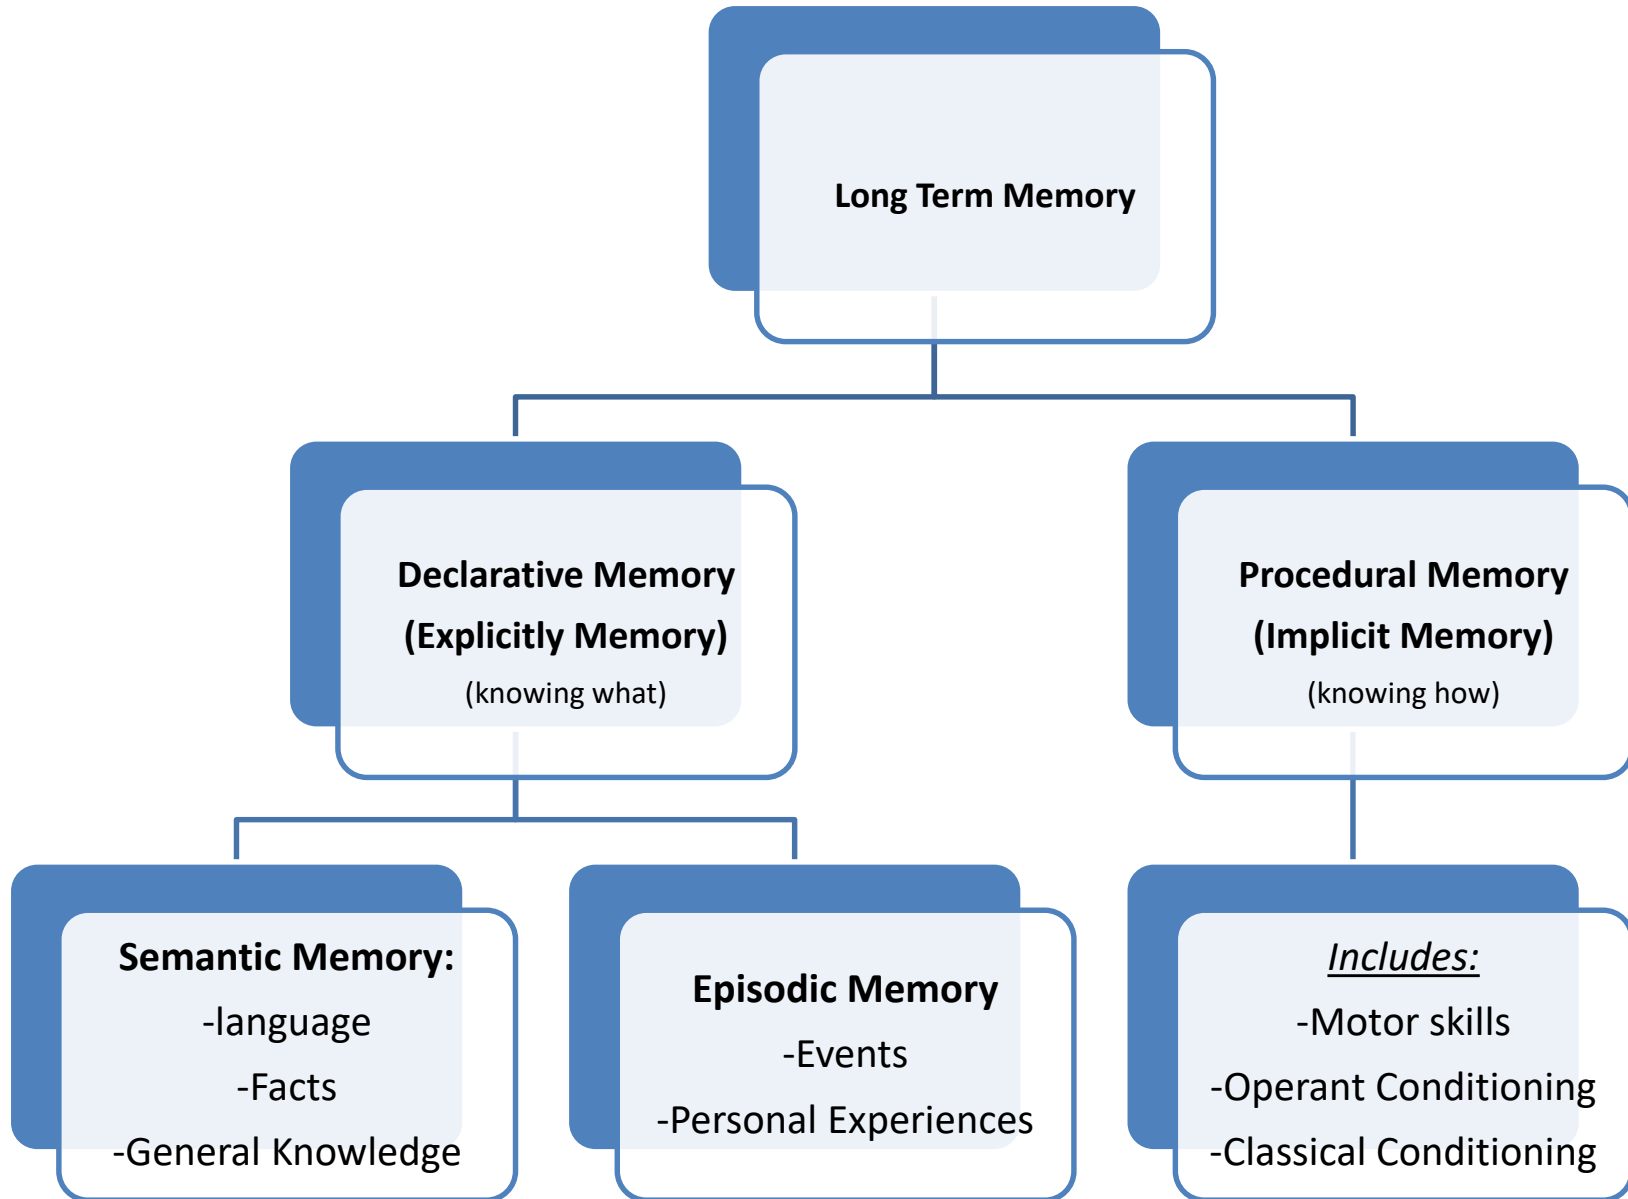 Long Term Memory
Declarative Memory
(Explicitly Memory)
(knowing what)
Procedural Memory
(Implicit Memory)
(knowing how)
Semantic Memory:
-language
-Facts
-General Knowledge
Episodic Memory
-Events
-Personal Experiences
Includes:
-Motor skills
-Operant Conditioning
-Classical Conditioning